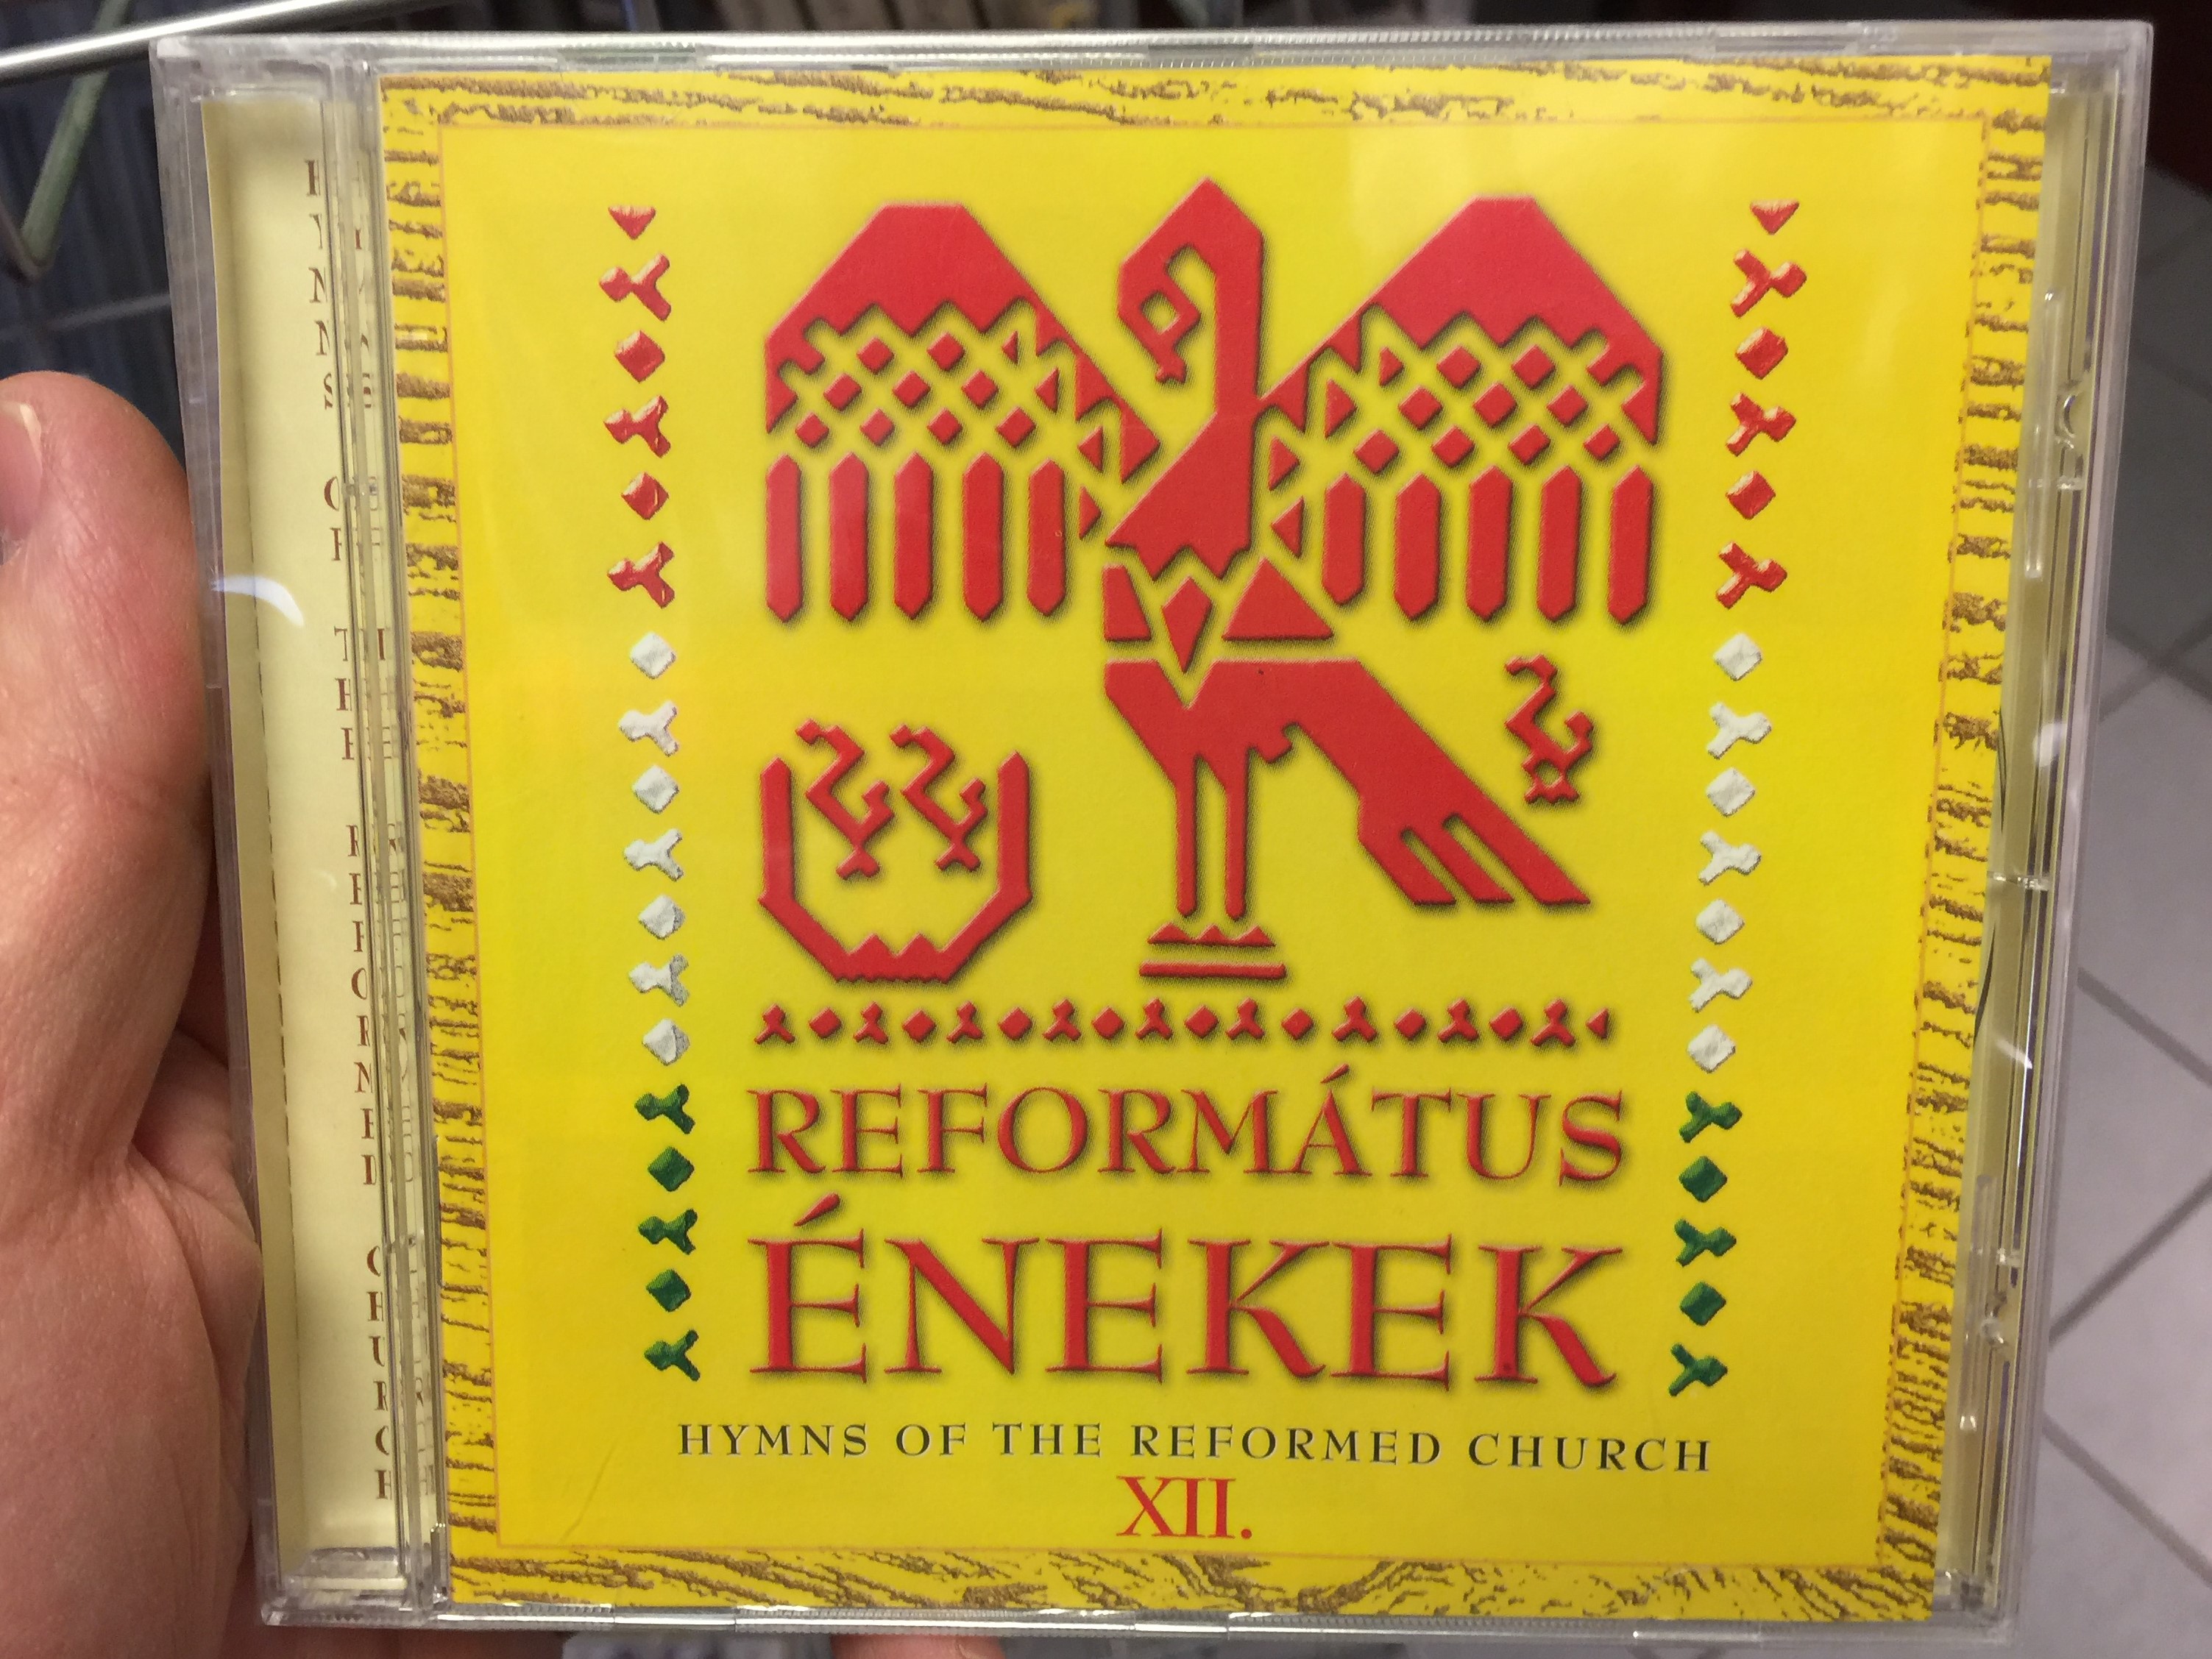 HYMNS OF THE REFORMED CHURCH
REFORMÁTUS
ÉNEKEK
HYMNS OF THE REFORMED CHURCH
XII.